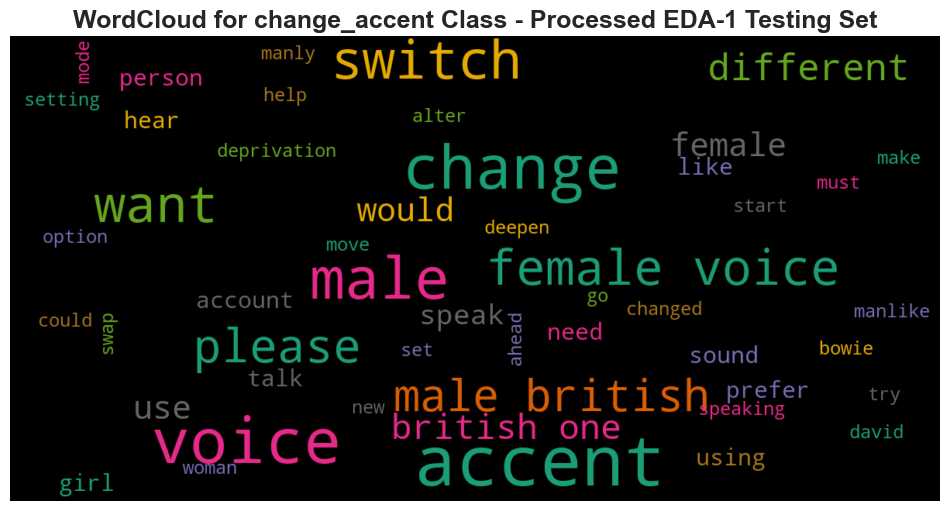 WordCloud for change_accent Class - Processed EDA-1 Testing Set
mode
person
manly
switch
different
setting
help
hear
alter
deprivation
change
female
like
make
must
want
would
start
option
move
deepen
male
female voice
account
go
changed
manlike
could
swap
speak
need
please
set
ahead
sound
bowie
talk
male british
prefer
try
use
new
speaking
voice
british one
david
woman
accent
using
girl